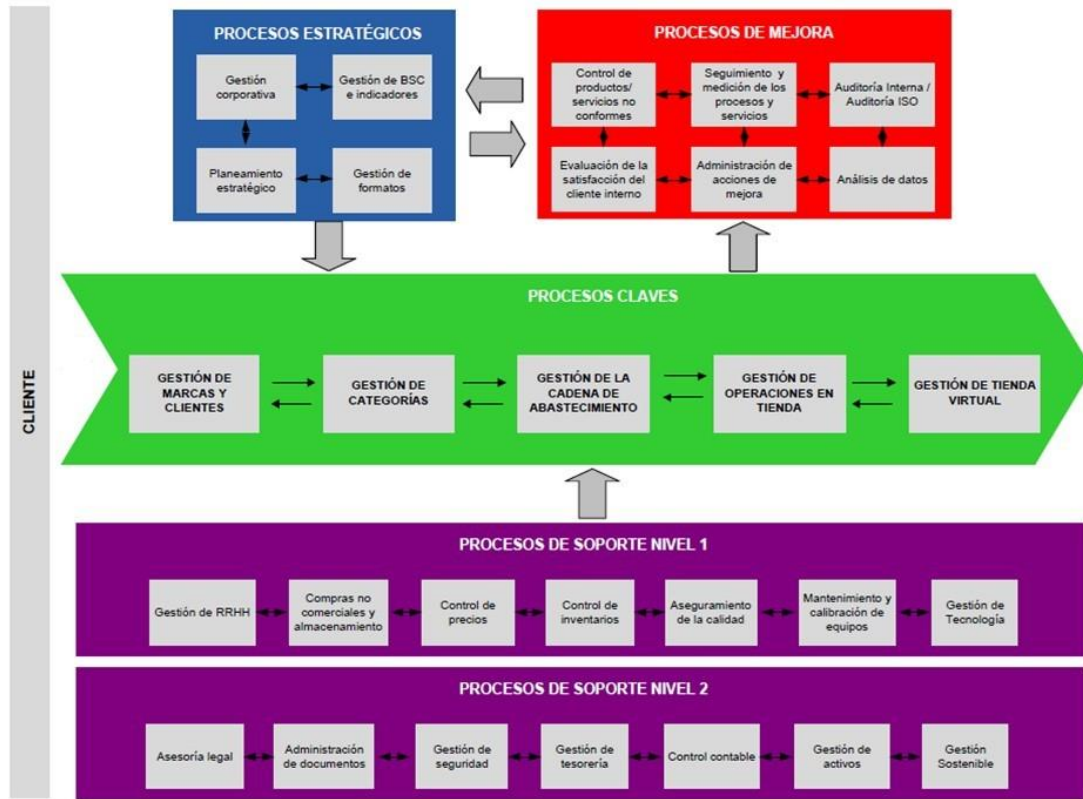 PROCESOS ESTRATÉGICOS
Gestión
corporativa
Gestión de BSC
e indicadores
Planeamiento
estratégico
Gestión de
formatos
PROCESOS DE MEJORA
Control de
productos/
servicios no
conformes
Seguimiento y
medición de los
procesos y
servicios
Auditoría Interna /
Auditoría ISO
Evaluación de la
satisfacción del
cliente interno
Administración de
acciones de
mejora
Análisis de datos
CLIENTE
PROCESOS CLAVES
GESTIÓN DE
MARCAS Y
CLIENTES
GESTIÓN DE
CATEGORÍAS
GESTIÓN DE LA
CADENA DE
ABASTECIMIENTO
GESTIÓN DE
OPERACIONES EN
TIENDA
GESTIÓN DE TIENDA
VIRTUAL
PROCESOS DE SOPORTE NIVEL 1
Gestión de RRHH
Compras no
comerciales y
almacenamiento
Control de
precios
Control de
inventarios
Aseguramiento
de la calidad
Mantenimiento y
calibración de
equipos
Gestión de
Tecnología
PROCESOS DE SOPORTE NIVEL 2
Asesoría legal
Administración
de documentos
Gestión de
seguridad
Gestión de
tesorería
Control contable
Gestión de
activos
Gestión
Sostenible